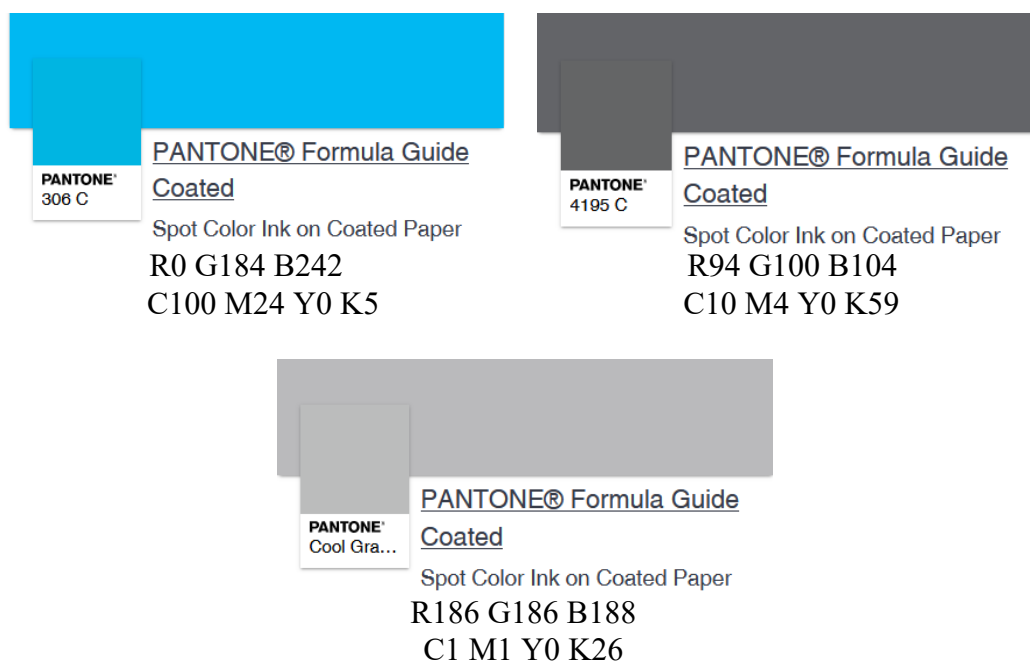 PANTONE® Formula Guide
Coated
PANTONE®
306 C
Spot Color Ink on Coated Paper
R0 G184 B242
C100 M24 Y0 K5
PANTONE® Formula Guide
Coated
PANTONE®
4195 C
Spot Color Ink on Coated Paper
R94 G100 B104
C10 M4 Y0 K59
PANTONE® Formula Guide
Coated
PANTONE®
Cool Gra...
Spot Color Ink on Coated Paper
R186 G186 B188
C1 M1 Y0 K26